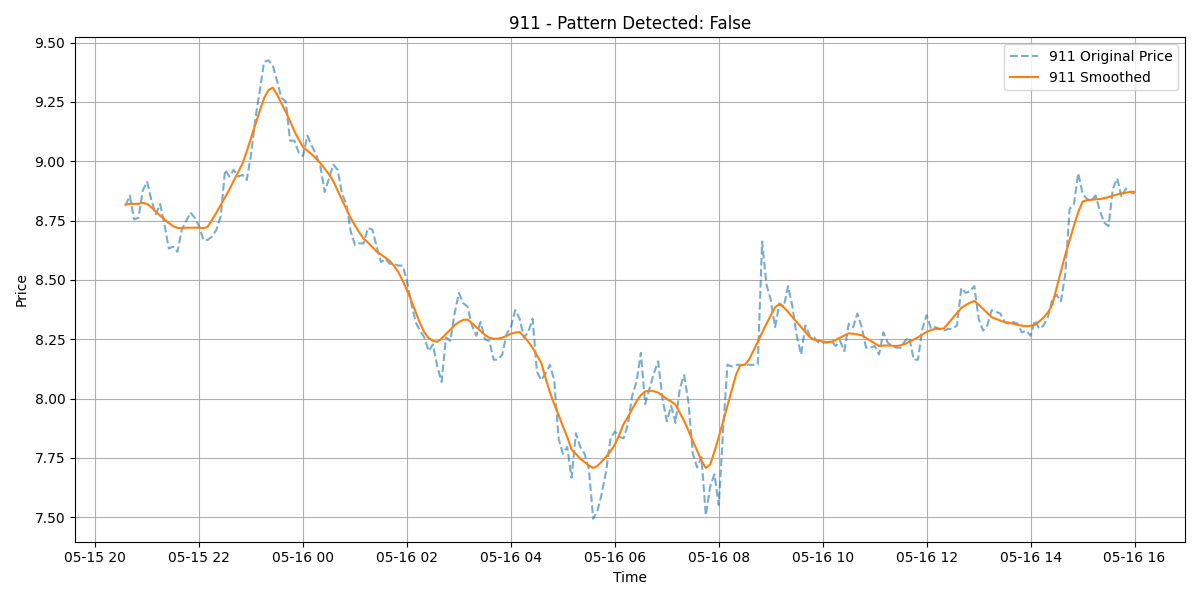 911 - Pattern Detected: False
911 Original Price
911 Smoothed
9.50
9.25
9.00
8.75
8.50
8.25
8.00
7.75
7.50
Price
05-15 20 05-15 22 05-16 00 05-16 02 05-16 04 05-16 06 05-16 08 05-16 10 05-16 12 05-16 14 05-16 16
Time